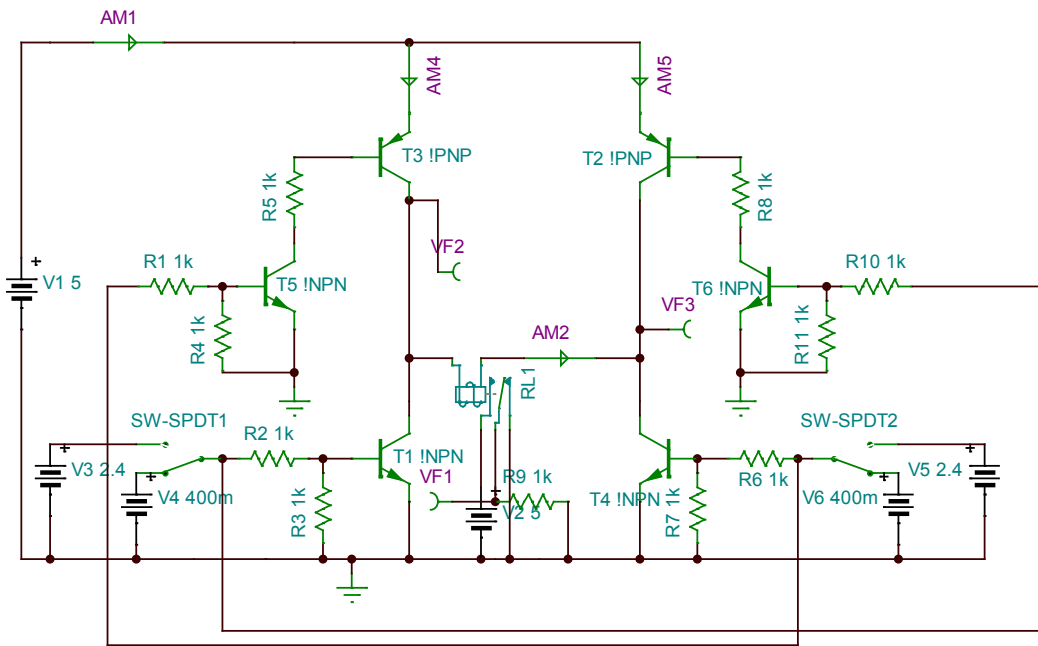 AM1
AM4
AM5
T3 !PNP
T2 !PNP
R5 1k
R8 1k
VF2
+
V1 5
R1 1k
T5 !NPN
T6 !NPN
R10 1k
VF3
R4 1k
R11 1k
AM2
RL1
SW-SPDT1
SW-SPDT2
R2 1k
T1 !NPN
+
V3 2.4
+
V4 400m
R3 1k
VF1
R9 1k
+
V2 5
T4 !NPN
R7 1k
R6 1k
+
V6 400m
+
V5 2.4